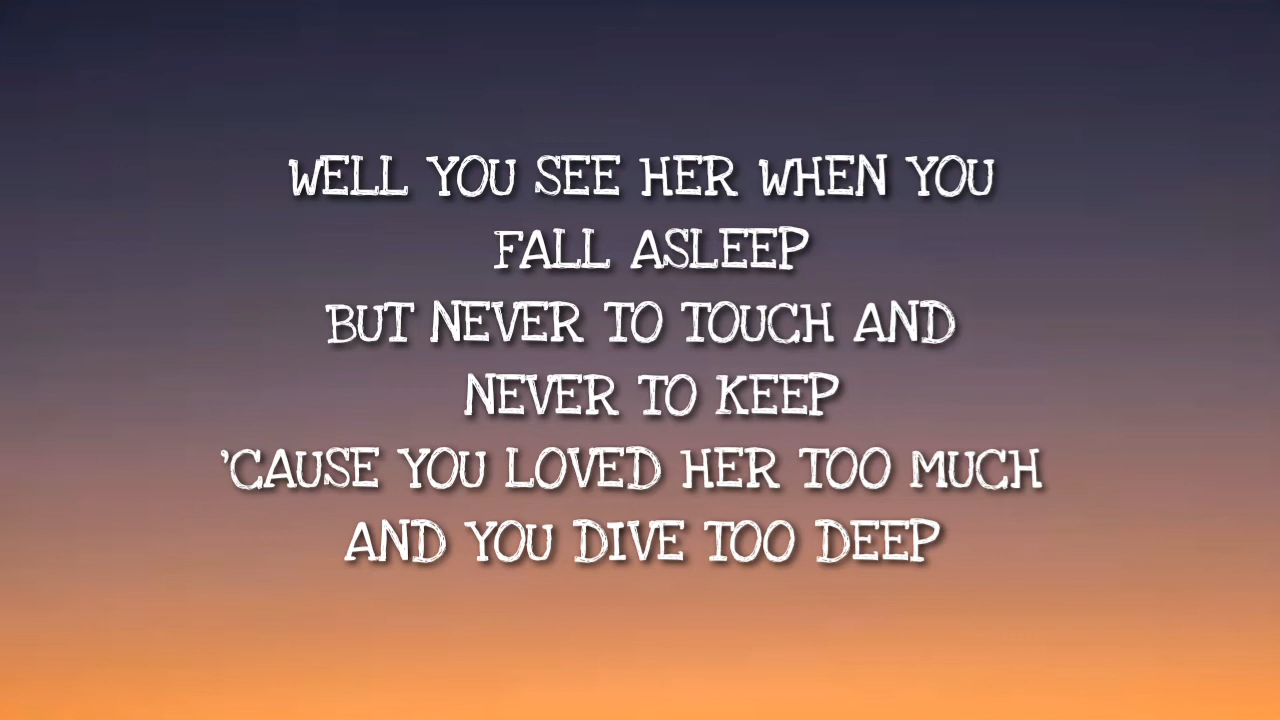 WELL YOU SEE HER WHEN YOU
FALL ASLEEP
BUT NEVER TO TOUCH AND
NEVER TO KEEP
'CAUSE YOU LOVED HER TOO MUCH
AND YOU DIVE TOO DEEP